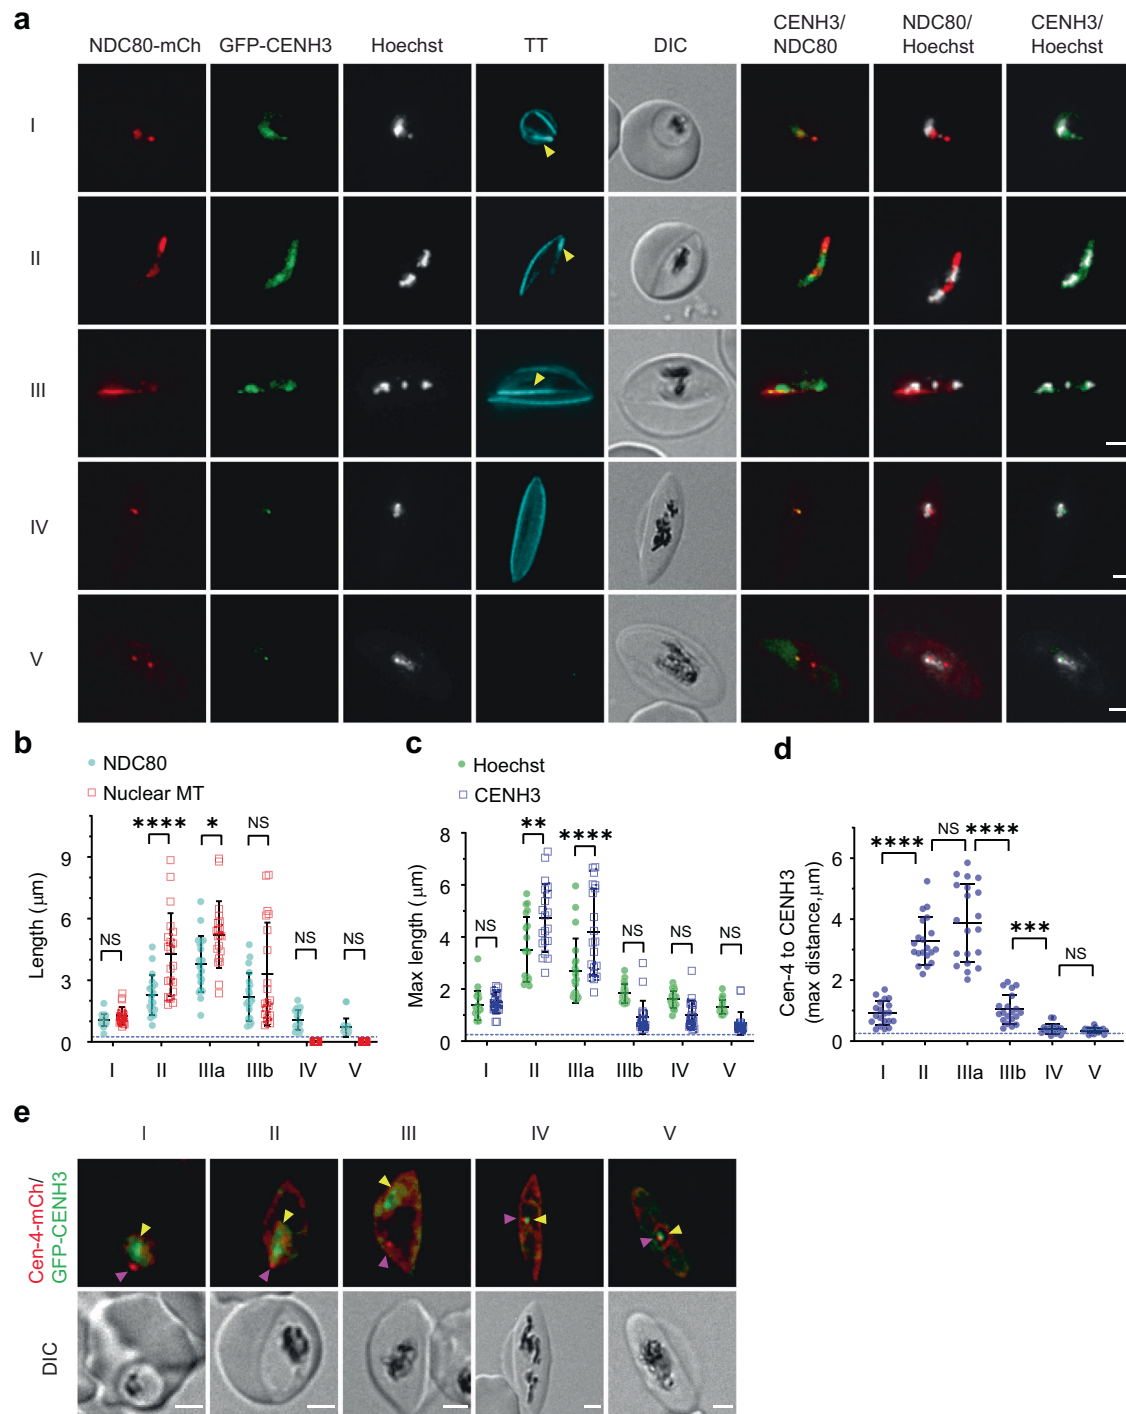 a
NDC80-mCh GFP-CENH3 Hoechst TT DIC CENH3/ NDC80 NDC80/ Hoechst CENH3/ Hoechst
I
II
III
IV
V
b
NDC80
Nuclear MT
Length (µm)
9
6
3
0
NS **** * NS NS NS
I II IIIa IIIb IV V
c
Hoechst
CENH3
Max length (µm)
8
6
4
2
0
NS ** **** NS NS NS
I II IIIa IIIb IV V
d
Cen-4 to CENH3
(max distance,µm)
6
4
2
0
**** NS **** *** NS
I II IIIa IIIb IV V
e
I II III IV V
Cen-4-mCh/
GFP-CENH3
DIC